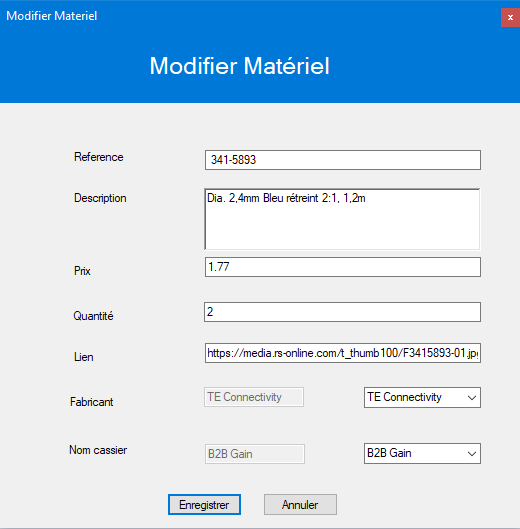 Modifier Materiel
x
Modifier Matériel
Reference 341-5893
Description Dia. 2,4mm Bleu rétreint 2:1, 1,2m
Prix 1.77
Quantité 2
Lien https://media.rs-online.com/t_thumb100/F3415893-01.jpg
Fabricant TE Connectivity TE Connectivity
Nom cassier B2B Gain B2B Gain
Enregistrer Annuler